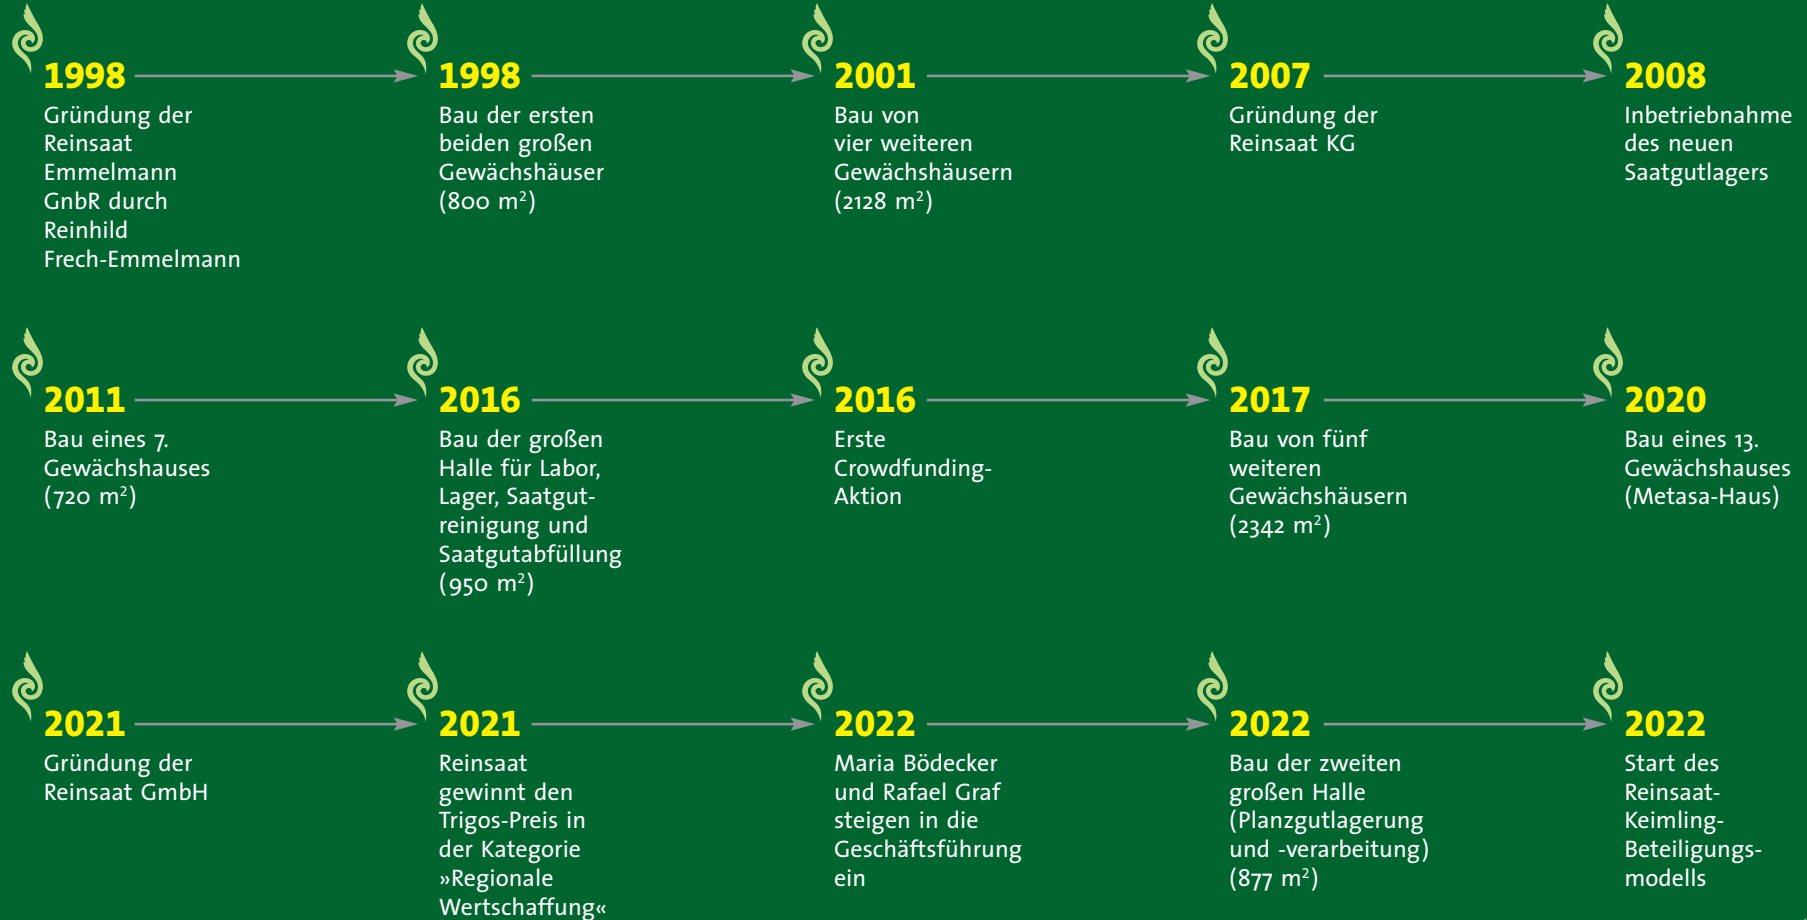 1998
Gründung der
Reinsaat
Emmelmann
GnbR durch
Reinhild
Frech-Emmelmann
1998
Bau der ersten
beiden großen
Gewächshäuser
(800 m²)
2001
Bau von
vier weiteren
Gewächshäusern
(2128 m²)
2007
Gründung der
Reinsaat KG
2008
Inbetriebnahme
des neuen
Saatgutlagers
2011
Bau eines 7.
Gewächshauses
(720 m²)
2016
Bau der großen
Halle für Labor,
Lager, Saatgut-
reinigung und
Saatgutabfüllung
(950 m²)
2016
Erste
Crowdfunding-
Aktion
2017
Bau von fünf
weiteren
Gewächshäusern
(2342 m²)
2020
Bau eines 13.
Gewächshauses
(Metasa-Haus)
2021
Gründung der
Reinsaat GmbH
2021
Reinsaat
gewinnt den
Trigos-Preis in
der Kategorie
»Regionale
Wertschaffung«
2022
Maria Bödecker
und Rafael Graf
steigen in die
Geschäftsführung
ein
2022
Bau der zweiten
großen Halle
(Planzgutlagerung
und -verarbeitung)
(877 m²)
2022
Start des
Reinsaat-
Keimling-
Beteiligungs-
modells